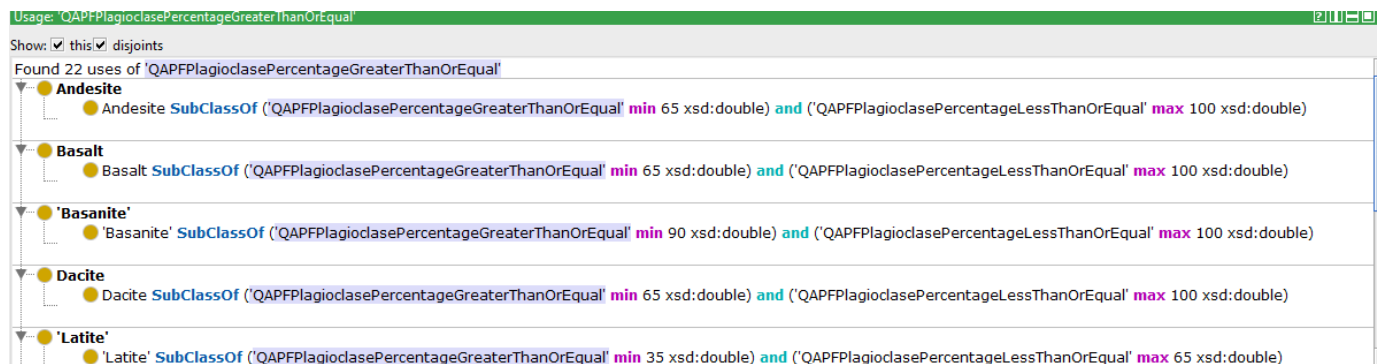 Usage: 'QAPFPlagioclasePercentageGreaterThanOrEqual'
Show: this disjoints
Found 22 uses of 'QAPFPlagioclasePercentageGreaterThanOrEqual'
Andesite
Andesite SubClassOf ('QAPFPlagioclasePercentageGreaterThanOrEqual' min 65 xsd:double) and ('QAPFPlagioclasePercentageLessThanOrEqual' max 100 xsd:double)
Basalt
Basalt SubClassOf ('QAPFPlagioclasePercentageGreaterThanOrEqual' min 65 xsd:double) and ('QAPFPlagioclasePercentageLessThanOrEqual' max 100 xsd:double)
'Basanite'
'Basanite' SubClassOf ('QAPFPlagioclasePercentageGreaterThanOrEqual' min 90 xsd:double) and ('QAPFPlagioclasePercentageLessThanOrEqual' max 100 xsd:double)
Dacite
Dacite SubClassOf ('QAPFPlagioclasePercentageGreaterThanOrEqual' min 65 xsd:double) and ('QAPFPlagioclasePercentageLessThanOrEqual' max 100 xsd:double)
'Latite'
'Latite' SubClassOf ('QAPFPlagioclasePercentageGreaterThanOrEqual' min 35 xsd:double) and ('QAPFPlagioclasePercentageLessThanOrEqual' max 65 xsd:double)